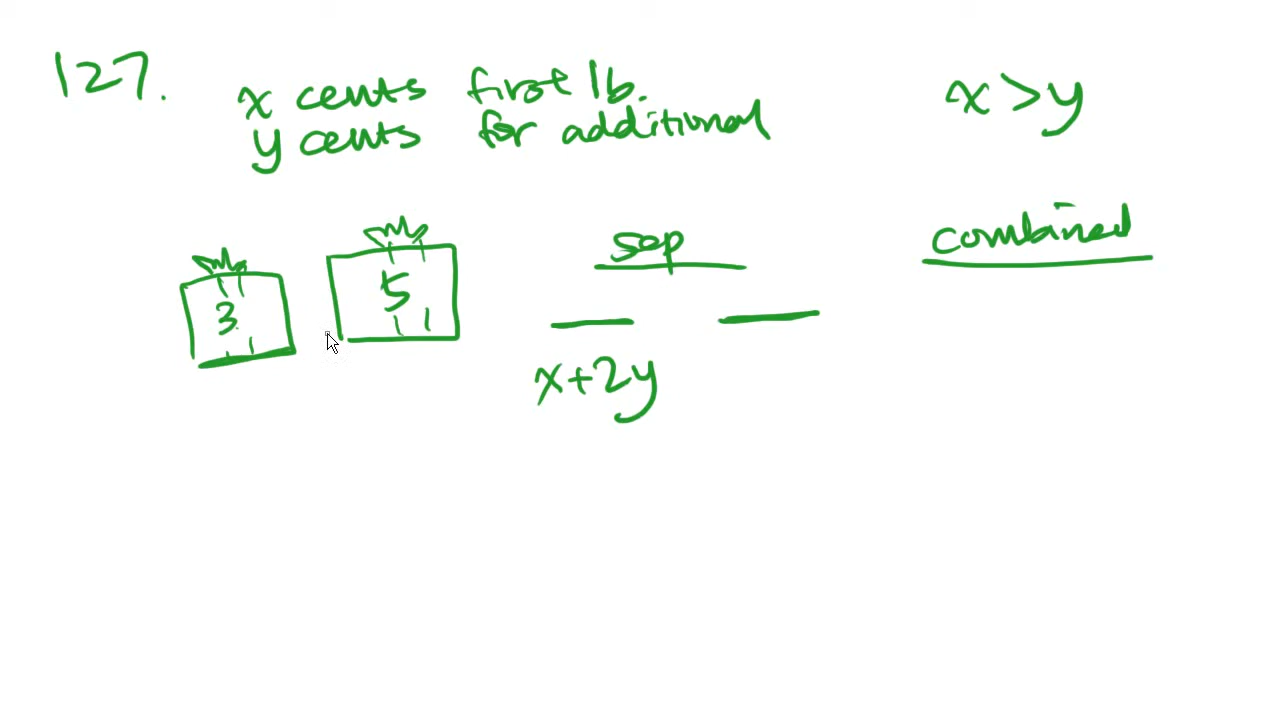 127.
x cents first lb.
y cents for additional
x > y
3
5
sep
combined
x+2y